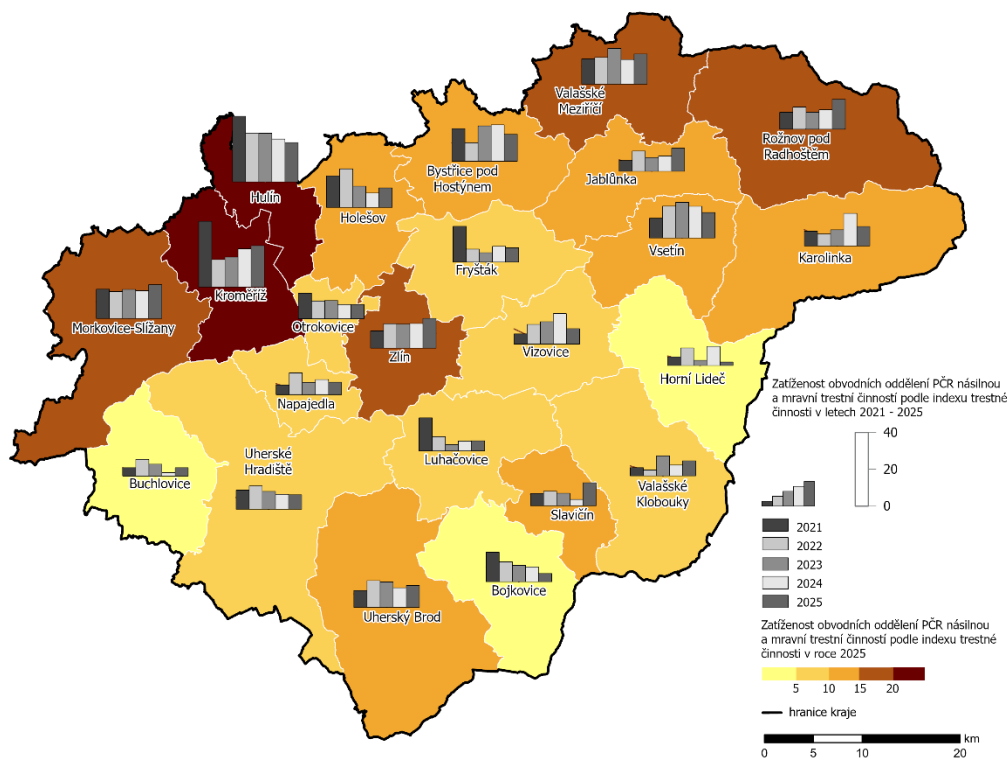 Valašské
Meziříčí
Rožnov pod
Radhoštěm
Bystřice pod
Hostýnem
Jablůnka
Hulín
Holešov
Vsetín
Karolinka
Fryšták
Kroměříž
Morkovice-Slížany
Otrokovice
Zlín
Vizovice
Horní Lideč
Napajedla
Luhačovice
Uherské
Hradiště
Buchlovice
Valašské
Klobouky
Slavičín
Bojkovice
Uherský Brod
Zatíženost obvodních oddělení PČR násilnou
a mravní trestní činností podle indexu trestné
činnosti v letech 2021 - 2025
40
20
0
2021
2022
2023
2024
2025
Zatíženost obvodních oddělení PČR násilnou
a mravní trestní činností podle indexu trestné
činnosti v roce 2025
5 10 15 20
hranice kraje
km
0 5 10 20